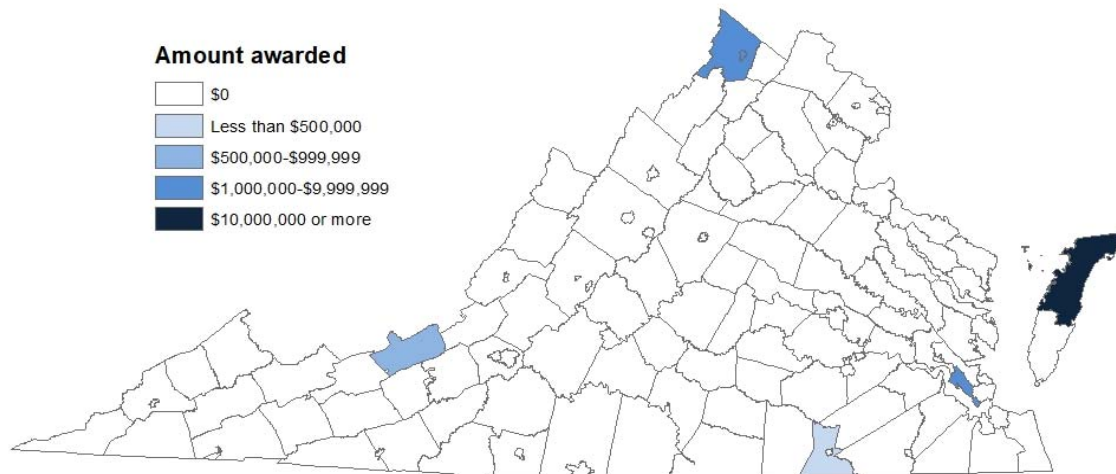 Amount awarded
$0
Less than $500,000
$500,000-$999,999
$1,000,000-$9,999,999
$10,000,000 or more